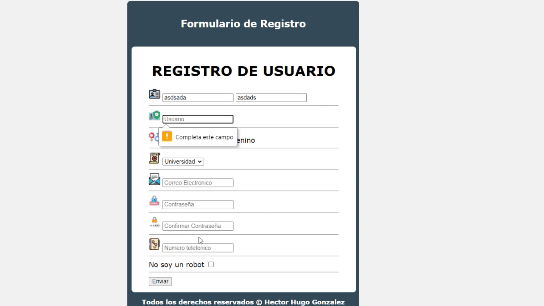 Formulario de Registro
REGISTRO DE USUARIO
asdsada asdads
Usuario
Completa este campo
enino
Universidad
Correo Electronico
Contraseña
Confirmar Contraseña
Numero telefonico
No soy un robot
Enviar
Todos los derechos reservados © Hector Hugo Gonzalez